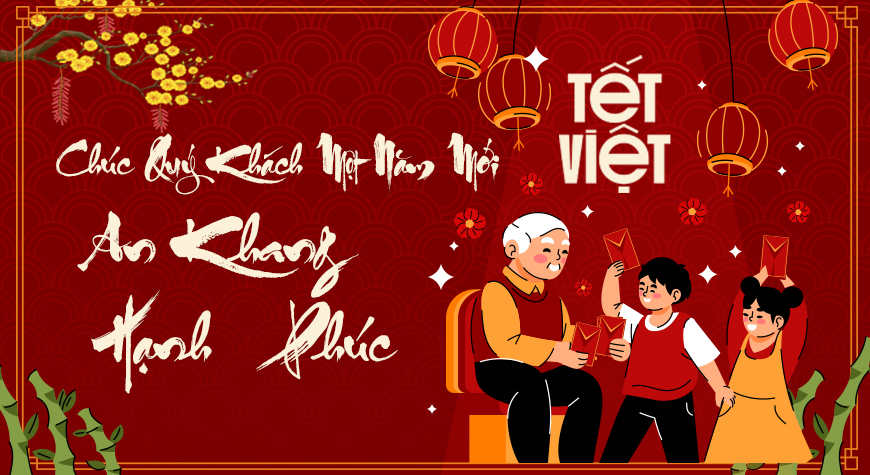 TẾT
VIỆT
Chúc Quý Khách Một Năm Mới
An Khang
Hạnh Phúc